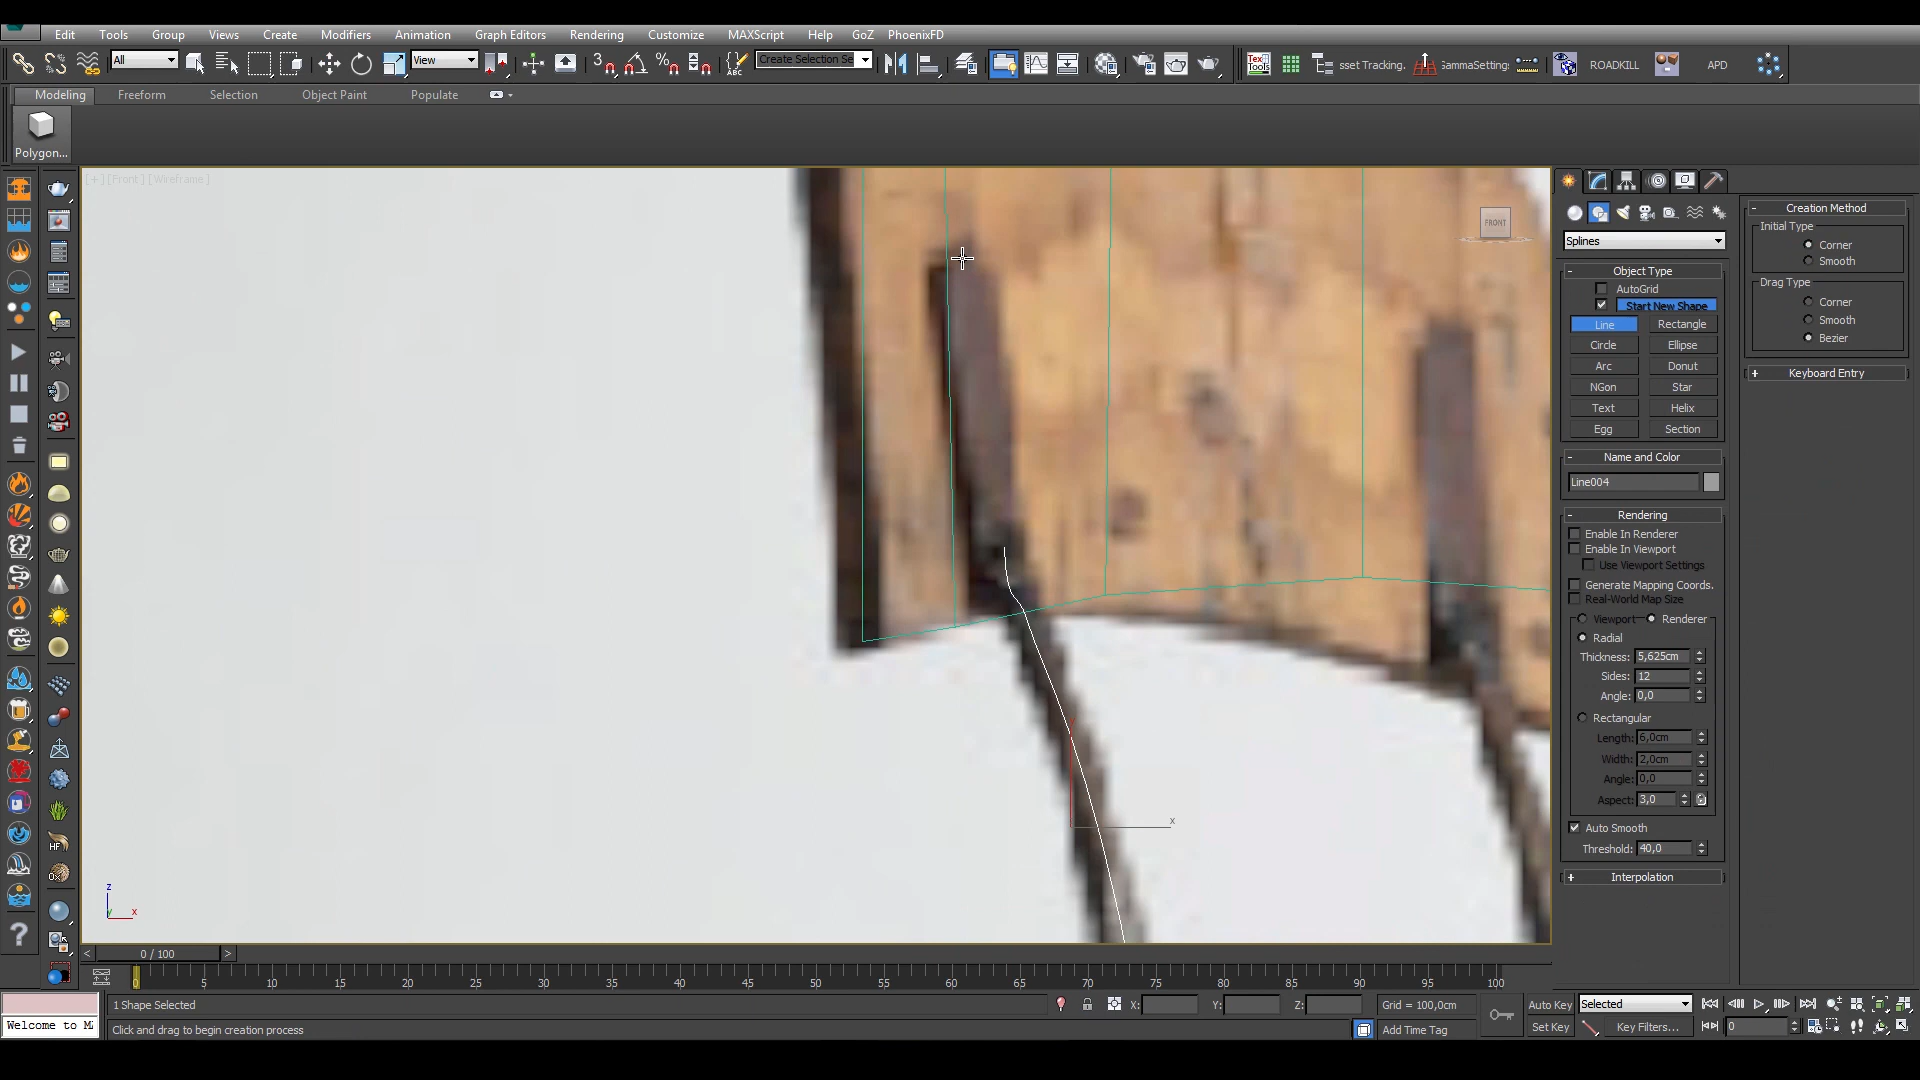 Edit Tools Group Views Create Modifiers Animation Graph Editors Rendering Customize MAXScript Help GoZ PhoenixFD
All View Create Selection Se sset Tracking. GammaSetting: ROADKILL APD
Modeling Freeform Selection Object Paint Populate
Polygon...
[+] [Front] [Wireframe]
FRONT
Splines
Object Type
AutoGrid
Start New Shape
Line Rectangle
Circle Ellipse
Arc Donut
NGon Star
Text Helix
Egg Section
Name and Color
Line004
Rendering
Enable In Renderer
Enable In Viewport
Use Viewport Settings
Generate Mapping Coords.
Real-World Map Size
Viewport Renderer
Radial
Thickness: 5,625cm
Sides: 12
Angle: 0,0
Rectangular
Length: 6,0cm
Width: 2,0cm
Angle: 0,0
Aspect: 3,0
Auto Smooth
Threshold: 40,0
Interpolation
Creation Method
Initial Type
Corner
Smooth
Drag Type
Corner
Smooth
Bezier
Keyboard Entry
HF
x
z
y x
0 / 100
0 5 10 15 20 25 30 35 40 45 50 55 60 65 70 75 80 85 90 95 100
1 Shape Selected X: Y: Z: Grid = 100,0cm Auto Key Selected
Welcome to M Click and drag to begin creation process Add Time Tag Set Key Key Filters... 0